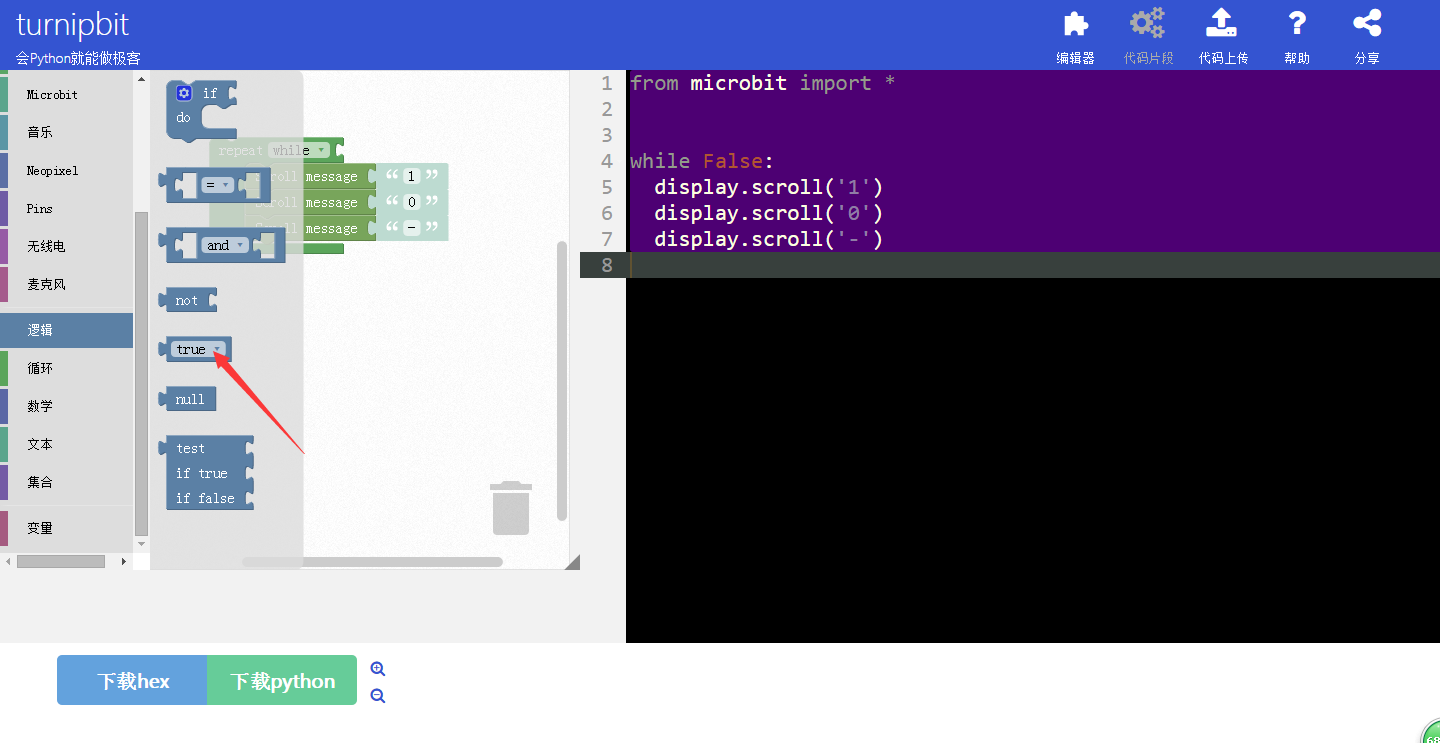 turnipbit
会Python就能做极客
编辑器
代码片段
代码上传
帮助
分享
Microbit
音乐
Neopixel
Pins
无线电
麦克风
逻辑
循环
数学
文本
集合
变量
if
do
=
and
not
true
null
test
if true
if false
repeat while
Scroll message “ 1 ”
Scroll message “ 0 ”
Scroll message “ - ”
1 from microbit import *
2
3
4 while False:
5 display.scroll('1')
6 display.scroll('0')
7 display.scroll('-')
8
下载hex
下载python